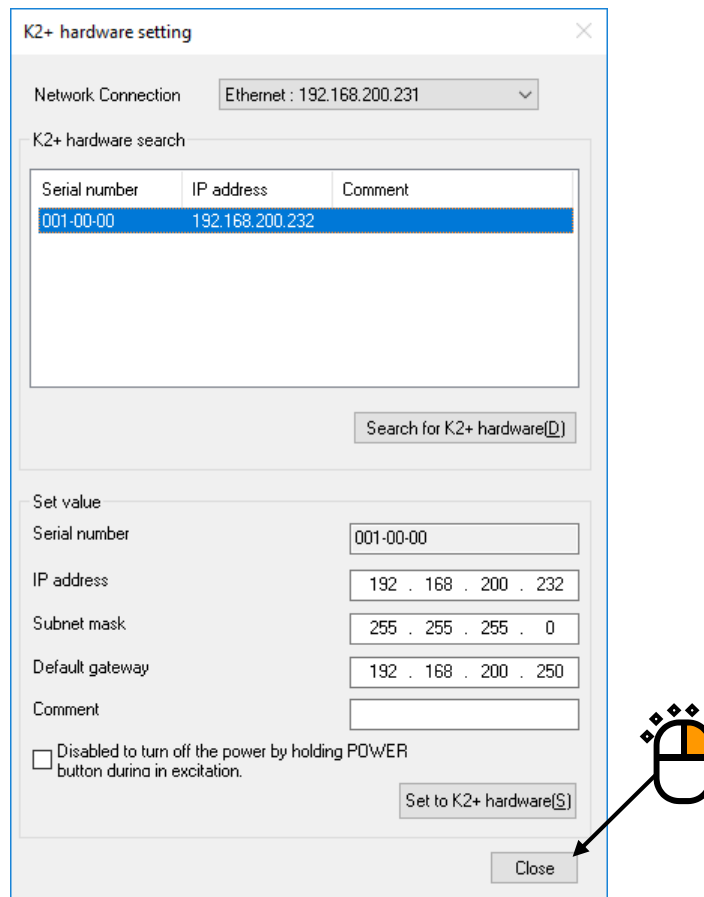 K2+ hardware setting
Network Connection Ethernet : 192.168.200.231
K2+ hardware search
Serial number IP address Comment
001-00-00 192.168.200.232
Search for K2+ hardware(D)
Set value
Serial number 001-00-00
IP address 192 . 168 . 200 . 232
Subnet mask 255 . 255 . 255 . 0
Default gateway 192 . 168 . 200 . 250
Comment
Disabled to turn off the power by holding POWER
button during in excitation.
Set to K2+ hardware(S)
Close